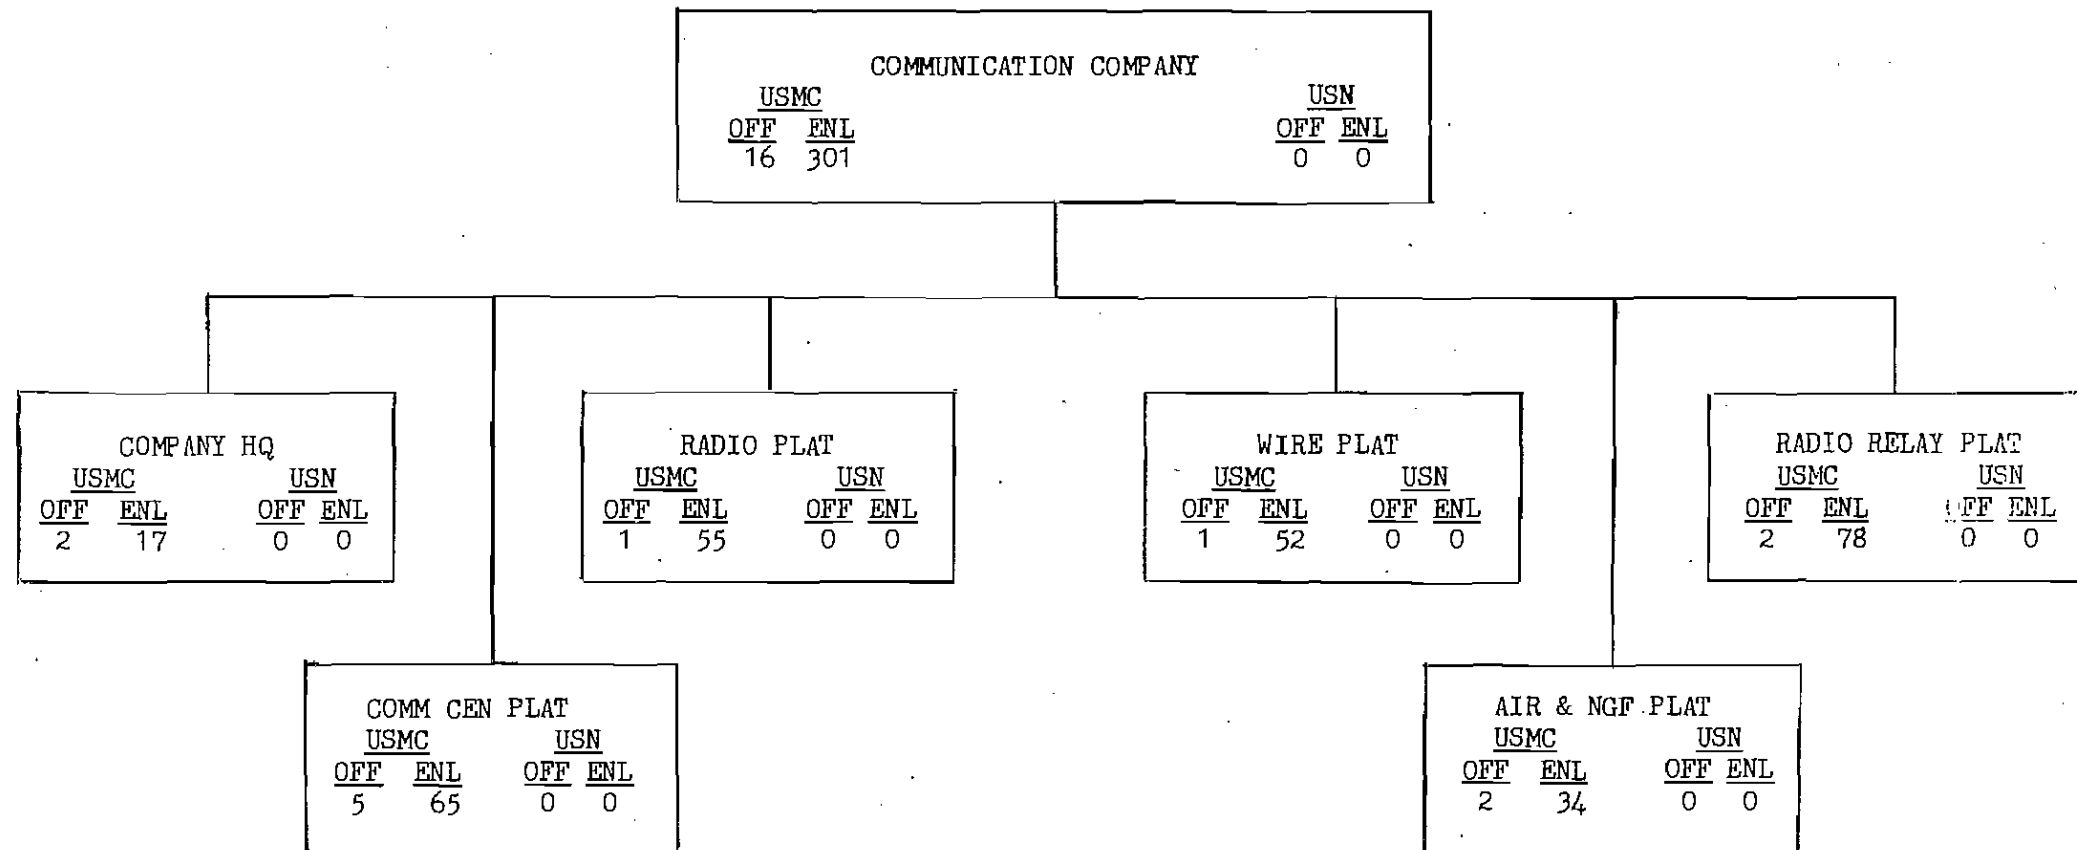 COMMUNICATION COMPANY
USMC USN
OFF ENL OFF ENL
16 301 0 0
COMPANY HQ
USMC USN
OFF ENL OFF ENL
2 17 0 0
RADIO PLAT
USMC USN
OFF ENL OFF ENL
1 55 0 0
WIRE PLAT
USMC USN
OFF ENL OFF ENL
1 52 0 0
RADIO RELAY PLAT
USMC USN
OFF ENL OFF ENL
2 78 0 0
COMM CEN PLAT
USMC USN
OFF ENL OFF ENL
5 65 0 0
AIR & NGF PLAT
USMC USN
OFF ENL OFF ENL
2 34 0 0